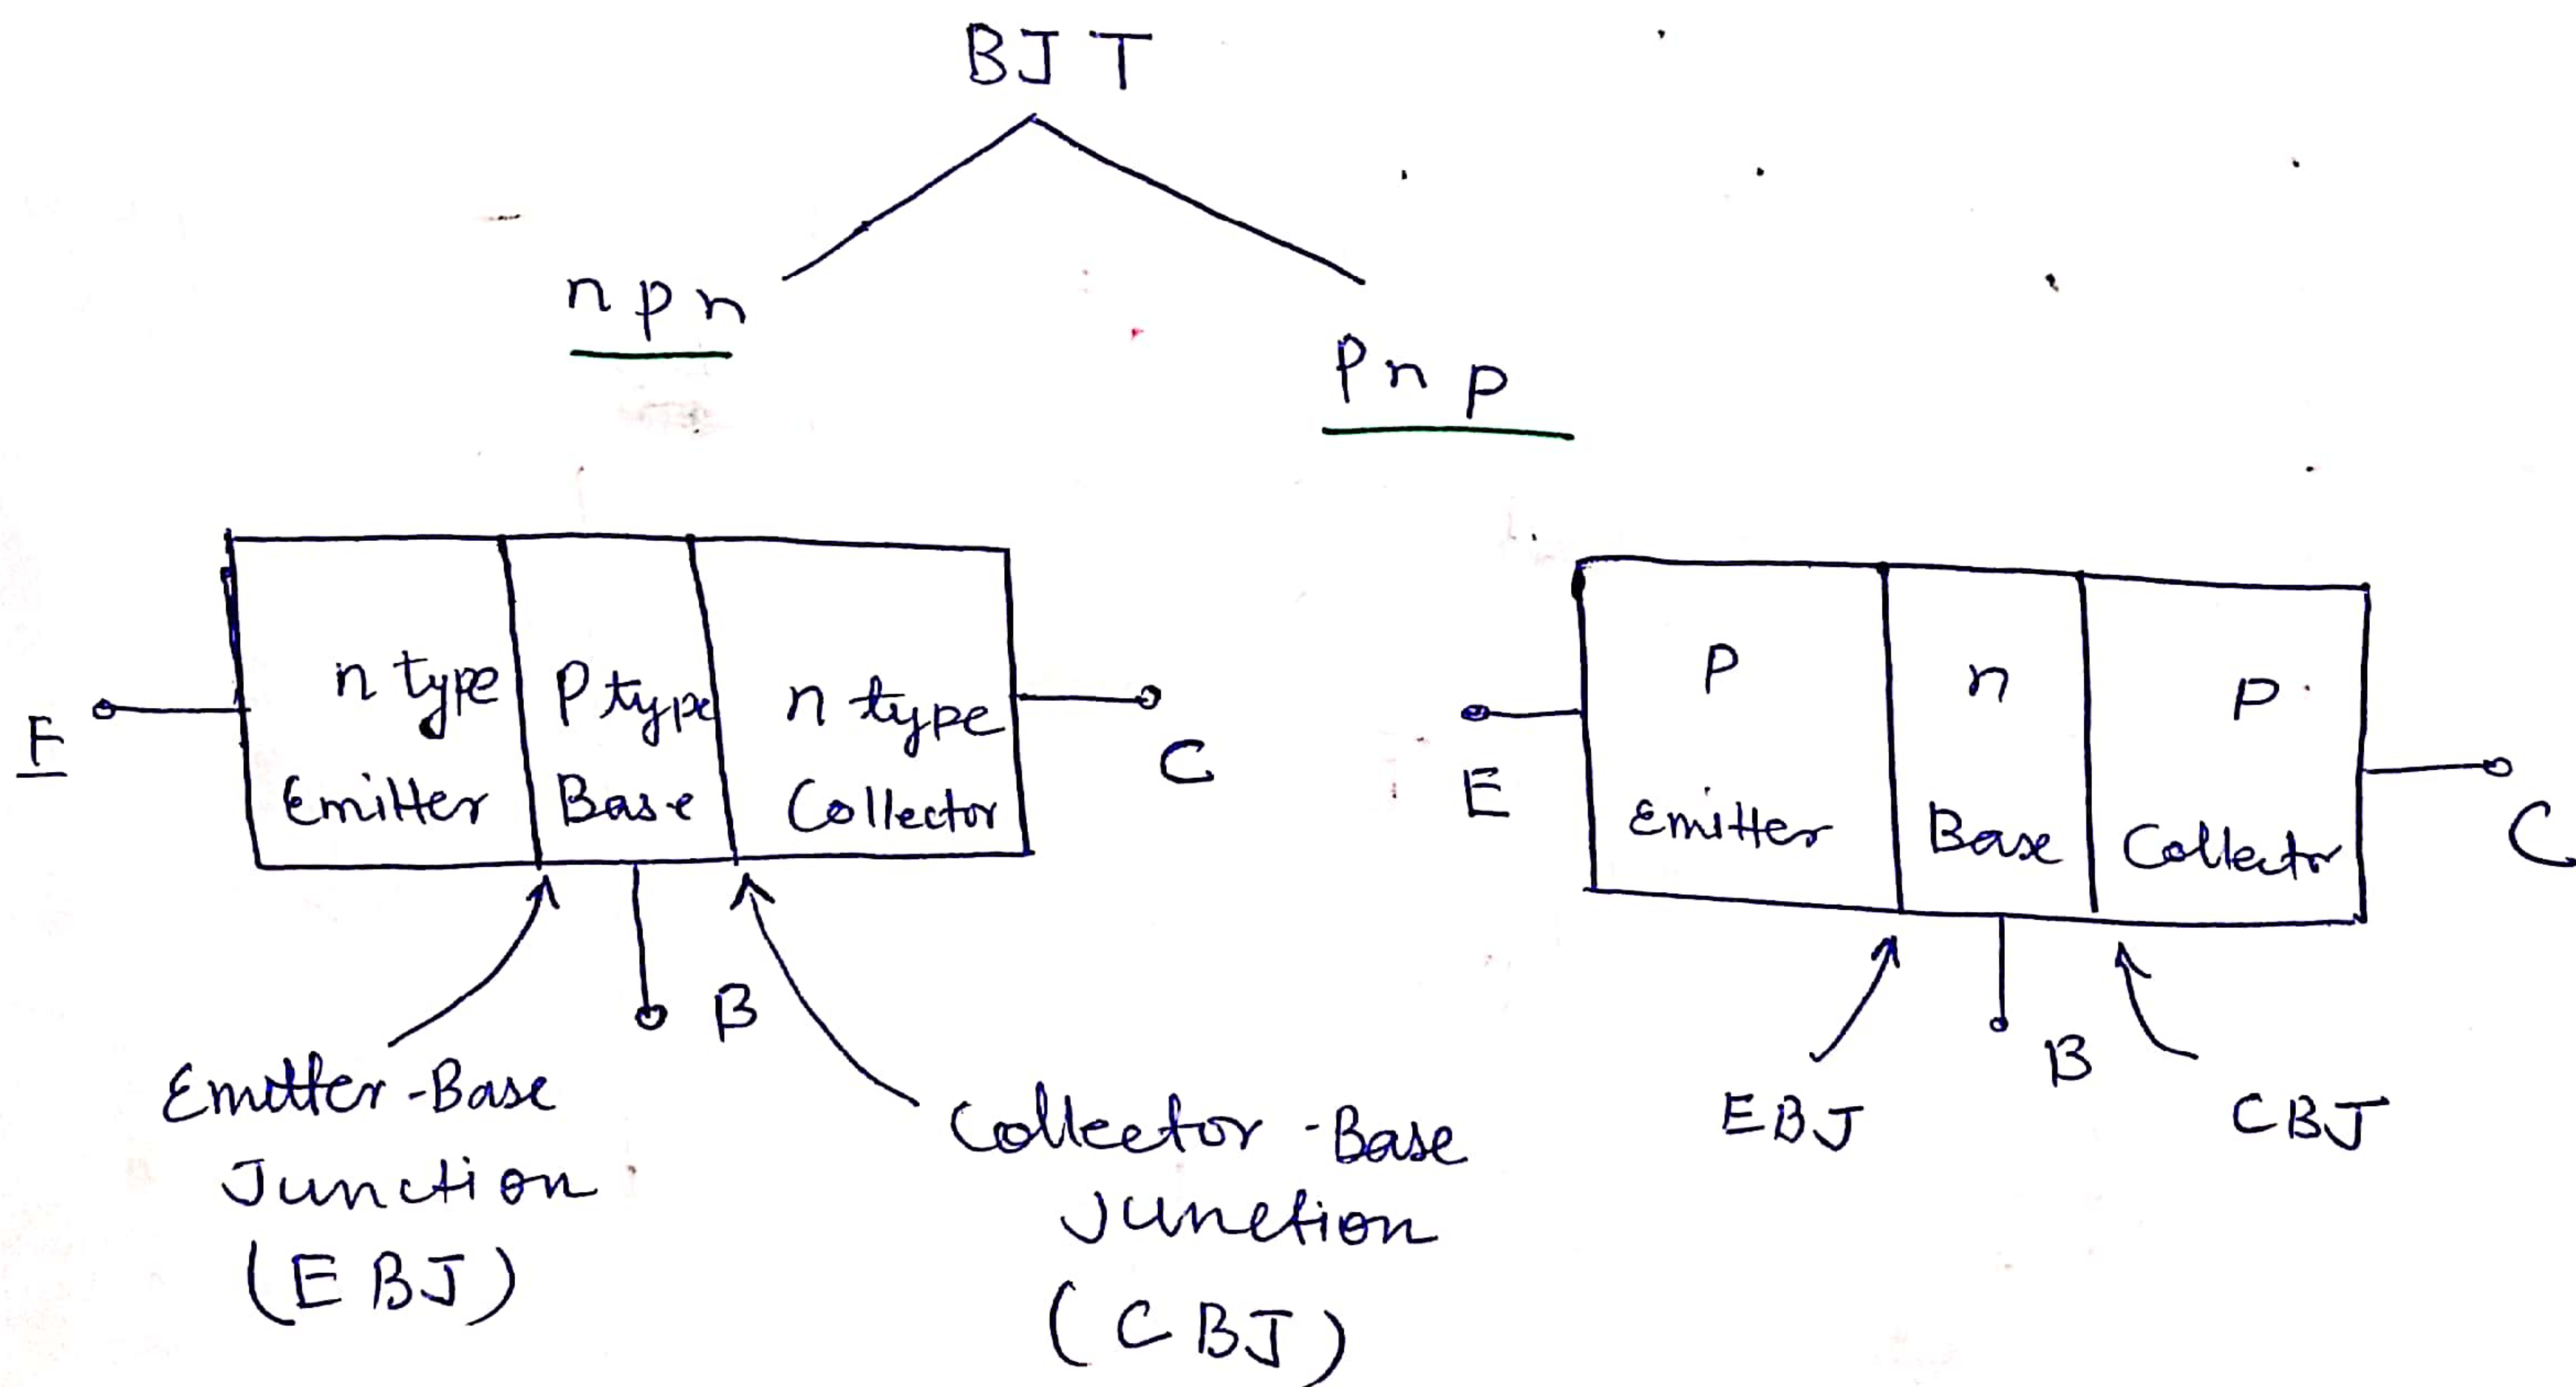 BJT
npn
pnp
n type
Emitter
P type
Base
n type
Collector
E
C
B
Emitter-Base
Junction
(EBJ)
Collector-Base
Junction
(CBJ)
P
Emitter
n
Base
P
Collector
E
C
B
EBJ
CBJ